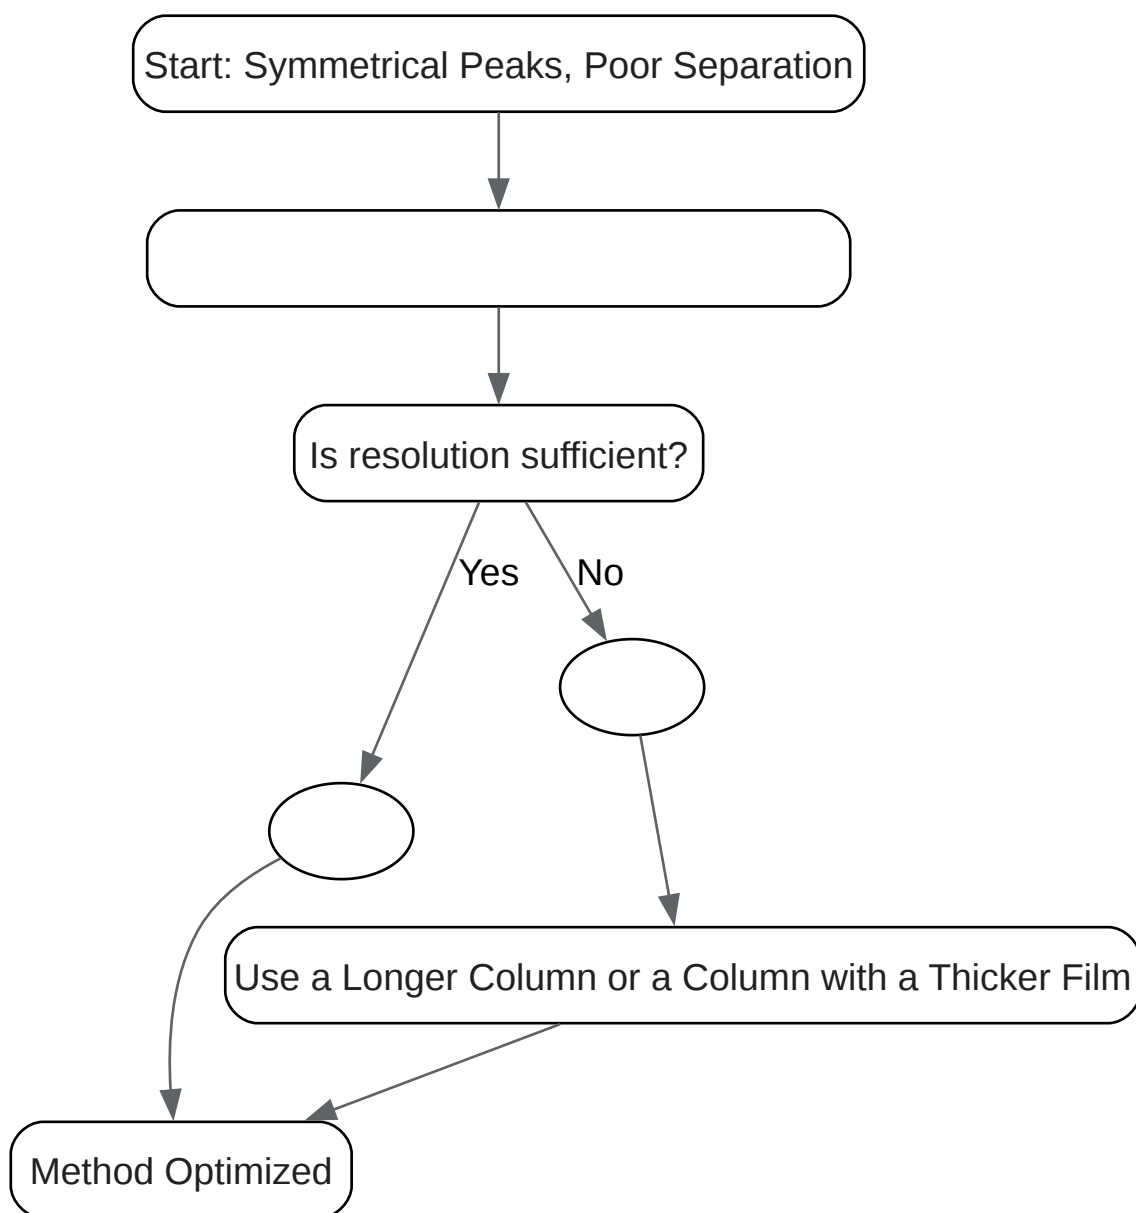 Start: Symmetrical Peaks, Poor Separation
Is resolution sufficient?
Yes
No
Use a Longer Column or a Column with a Thicker Film
Method Optimized